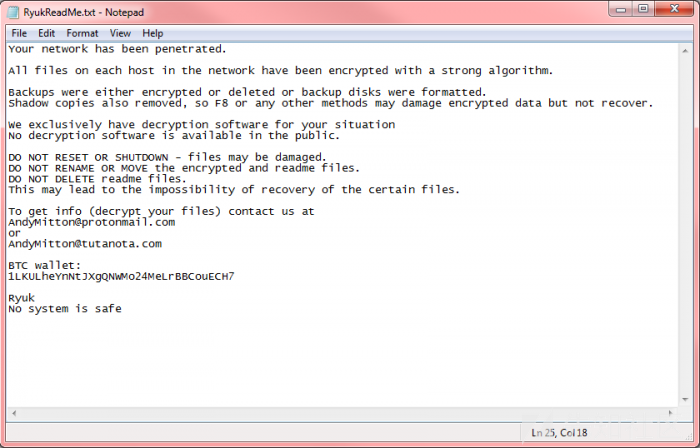 RyukReadMe.txt - Notepad
File Edit Format View Help
Your network has been penetrated.
All files on each host in the network have been encrypted with a strong algorithm.
Backups were either encrypted or deleted or backup disks were formatted.
Shadow copies also removed, so F8 or any other methods may damage encrypted data but not recover.
We exclusively have decryption software for your situation
No decryption software is available in the public.
DO NOT RESET OR SHUTDOWN - files may be damaged.
DO NOT RENAME OR MOVE the encrypted and readme files.
DO NOT DELETE readme files.
This may lead to the impossibility of recovery of the certain files.
To get info (decrypt your files) contact us at
AndyMitton@protonmail.com
or
AndyMitton@tutanota.com
BTC wallet:
1LKULheYnNtJXgQNWMo24MeLrBBCouECH7
Ryuk
No system is safe
Ln 25, Col 18